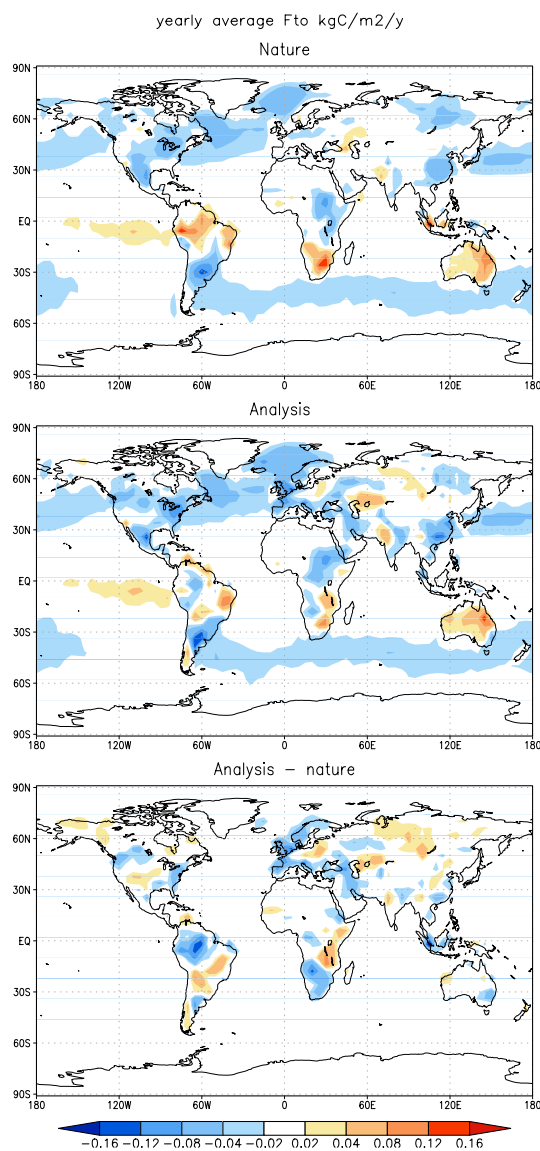 yearly average Fto kgC/m2/y
Nature
90N
60N
30N
EQ
30S
60S
90S
180 120W 60W 0 60E 120E 180
Analysis
90N
60N
30N
EQ
30S
60S
90S
180 120W 60W 0 60E 120E 180
Analysis - nature
90N
60N
30N
EQ
30S
60S
90S
180 120W 60W 0 60E 120E 180
-0.16 -0.12 -0.08 -0.04 -0.02 0.02 0.04 0.08 0.12 0.16